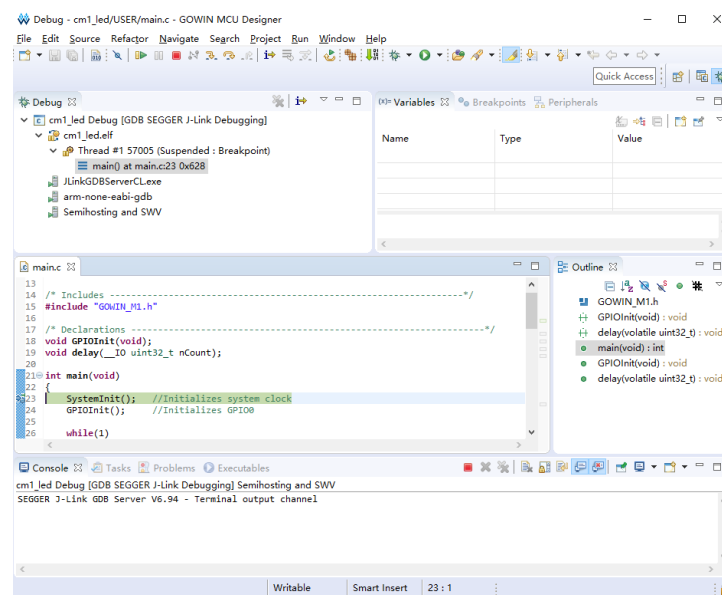 Debug - cm1_led/USER/main.c - GOWIN MCU Designer
File Edit Source Refactor Navigate Search Project Run Window Help
Quick Access
Debug
cm1_led Debug [GDB SEGGER J-Link Debugging]
cm1_led.elf
Thread #1 57005 (Suspended : Breakpoint)
main() at main.c:23 0x628
JLinkGDBServerCL.exe
arm-none-eabi-gdb
Semihosting and SWV
(x)= Variables Breakpoints Peripherals
Name Type Value
main.c
13
14 /* Includes ------------------------------------------------------------------*/
15 #include "GOWIN_M1.h"
16
17 /* Declarations ------------------------------------------------------------------*/
18 void GPIOInit(void);
19 void delay(__IO uint32_t nCount);
20
21 int main(void)
22 {
23 SystemInit(); //Initializes system clock
24 GPIOInit(); //Initializes GPIO0
25
26 while(1)
Outline
GOWIN_M1.h
GPIOInit(void) : void
delay(volatile uint32_t) : void
main(void) : int
GPIOInit(void) : void
delay(volatile uint32_t) : void
Console Tasks Problems Executables
cm1_led Debug [GDB SEGGER J-Link Debugging] Semihosting and SWV
SEGGER J-Link GDB Server V6.94 - Terminal output channel
Writable Smart Insert 23 : 1